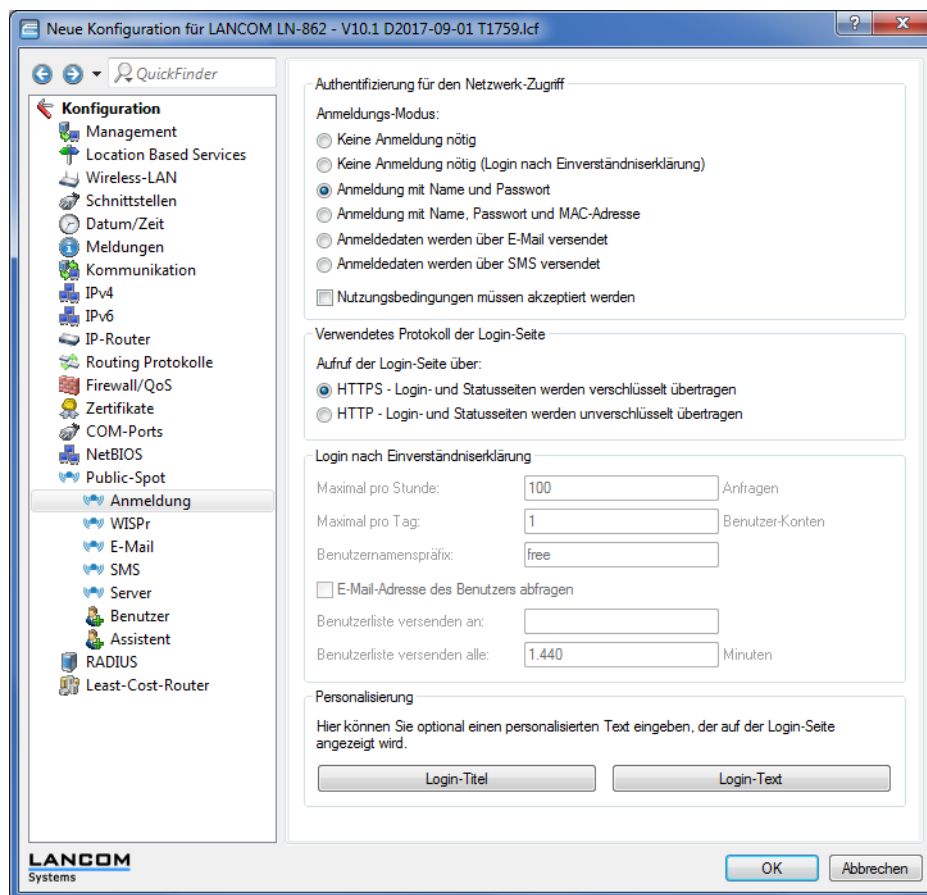 Neue Konfiguration für LANCOM LN-862 - V10.1 D2017-09-01 T1759.lcf
QuickFinder
Konfiguration
Management
Location Based Services
Wireless-LAN
Schnittstellen
Datum/Zeit
Meldungen
Kommunikation
IPv4
IPv6
IP-Router
Routing Protokolle
Firewall/QoS
Zertifikate
COM-Ports
NetBIOS
Public-Spot
Anmeldung
WISPr
E-Mail
SMS
Server
Benutzer
Assistent
RADIUS
Least-Cost-Router
Authentifizierung für den Netzwerk-Zugriff
Anmeldungs-Modus:
Keine Anmeldung nötig
Keine Anmeldung nötig (Login nach Einverständniserklärung)
Anmeldung mit Name und Passwort
Anmeldung mit Name, Passwort und MAC-Adresse
Anmeldedaten werden über E-Mail versendet
Anmeldedaten werden über SMS versendet
Nutzungsbedingungen müssen akzeptiert werden
Verwendetes Protokoll der Login-Seite
Aufruf der Login-Seite über:
HTTPS - Login- und Statusseiten werden verschlüsselt übertragen
HTTP - Login- und Statusseiten werden unverschlüsselt übertragen
Login nach Einverständniserklärung
Maximal pro Stunde: 100 Anfragen
Maximal pro Tag: 1 Benutzer-Konten
Benutzernamenspräfix: free
E-Mail-Adresse des Benutzers abfragen
Benutzerliste versenden an:
Benutzerliste versenden alle: 1.440 Minuten
Personalisierung
Hier können Sie optional einen personalisierten Text eingeben, der auf der Login-Seite
angezeigt wird.
Login-Titel Login-Text
LANCOM
Systems
OK Abbrechen